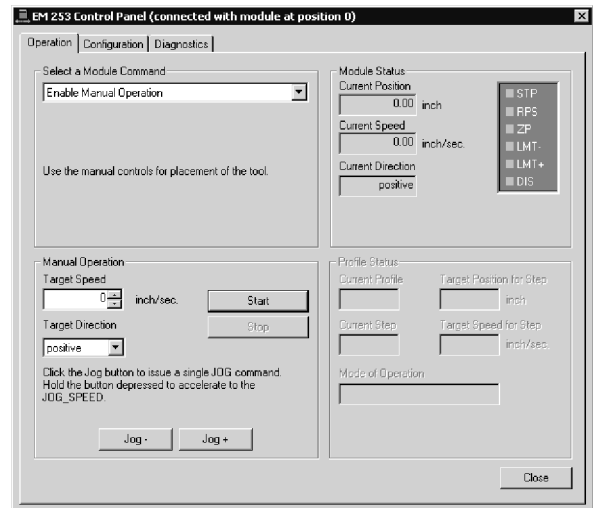 EM 253 Control Panel (connected with module at position 0)
Operation Configuration Diagnostics
Select a Module Command
Enable Manual Operation
Use the manual controls for placement of the tool.
Module Status
Current Position
0.00 inch
Current Speed
0.00 inch/sec.
Current Direction
positive
STP
RPS
ZP
LMT-
LMT+
DIS
Manual Operation
Target Speed
0 inch/sec.
Start
Target Direction
Stop
positive
Click the Jog button to issue a single JOG command.
Hold the button depressed to accelerate to the
JOG_SPEED.
Jog - Jog +
Profile Status
Current Profile Target Position for Step
inch
Current Step Target Speed for Step
inch/sec.
Mode of Operation
Close